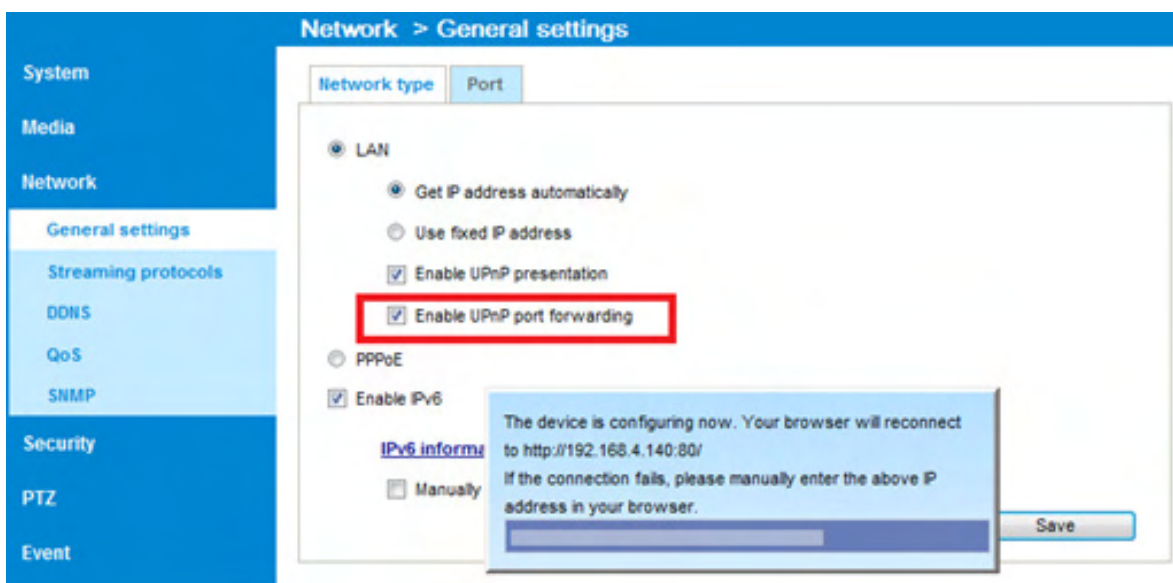 Network > General settings
System
Media
Network
General settings
Streaming protocols
DDNS
QoS
SNMP
Security
PTZ
Event
Network type
Port
LAN
Get IP address automatically
Use fixed IP address
Enable UPnP presentation
Enable UPnP port forwarding
PPPoE
Enable IPv6
IPv6 informa
Manually
The device is configuring now. Your browser will reconnect
to http://192.168.4.140:80/
If the connection fails, please manually enter the above IP
address in your browser.
Save